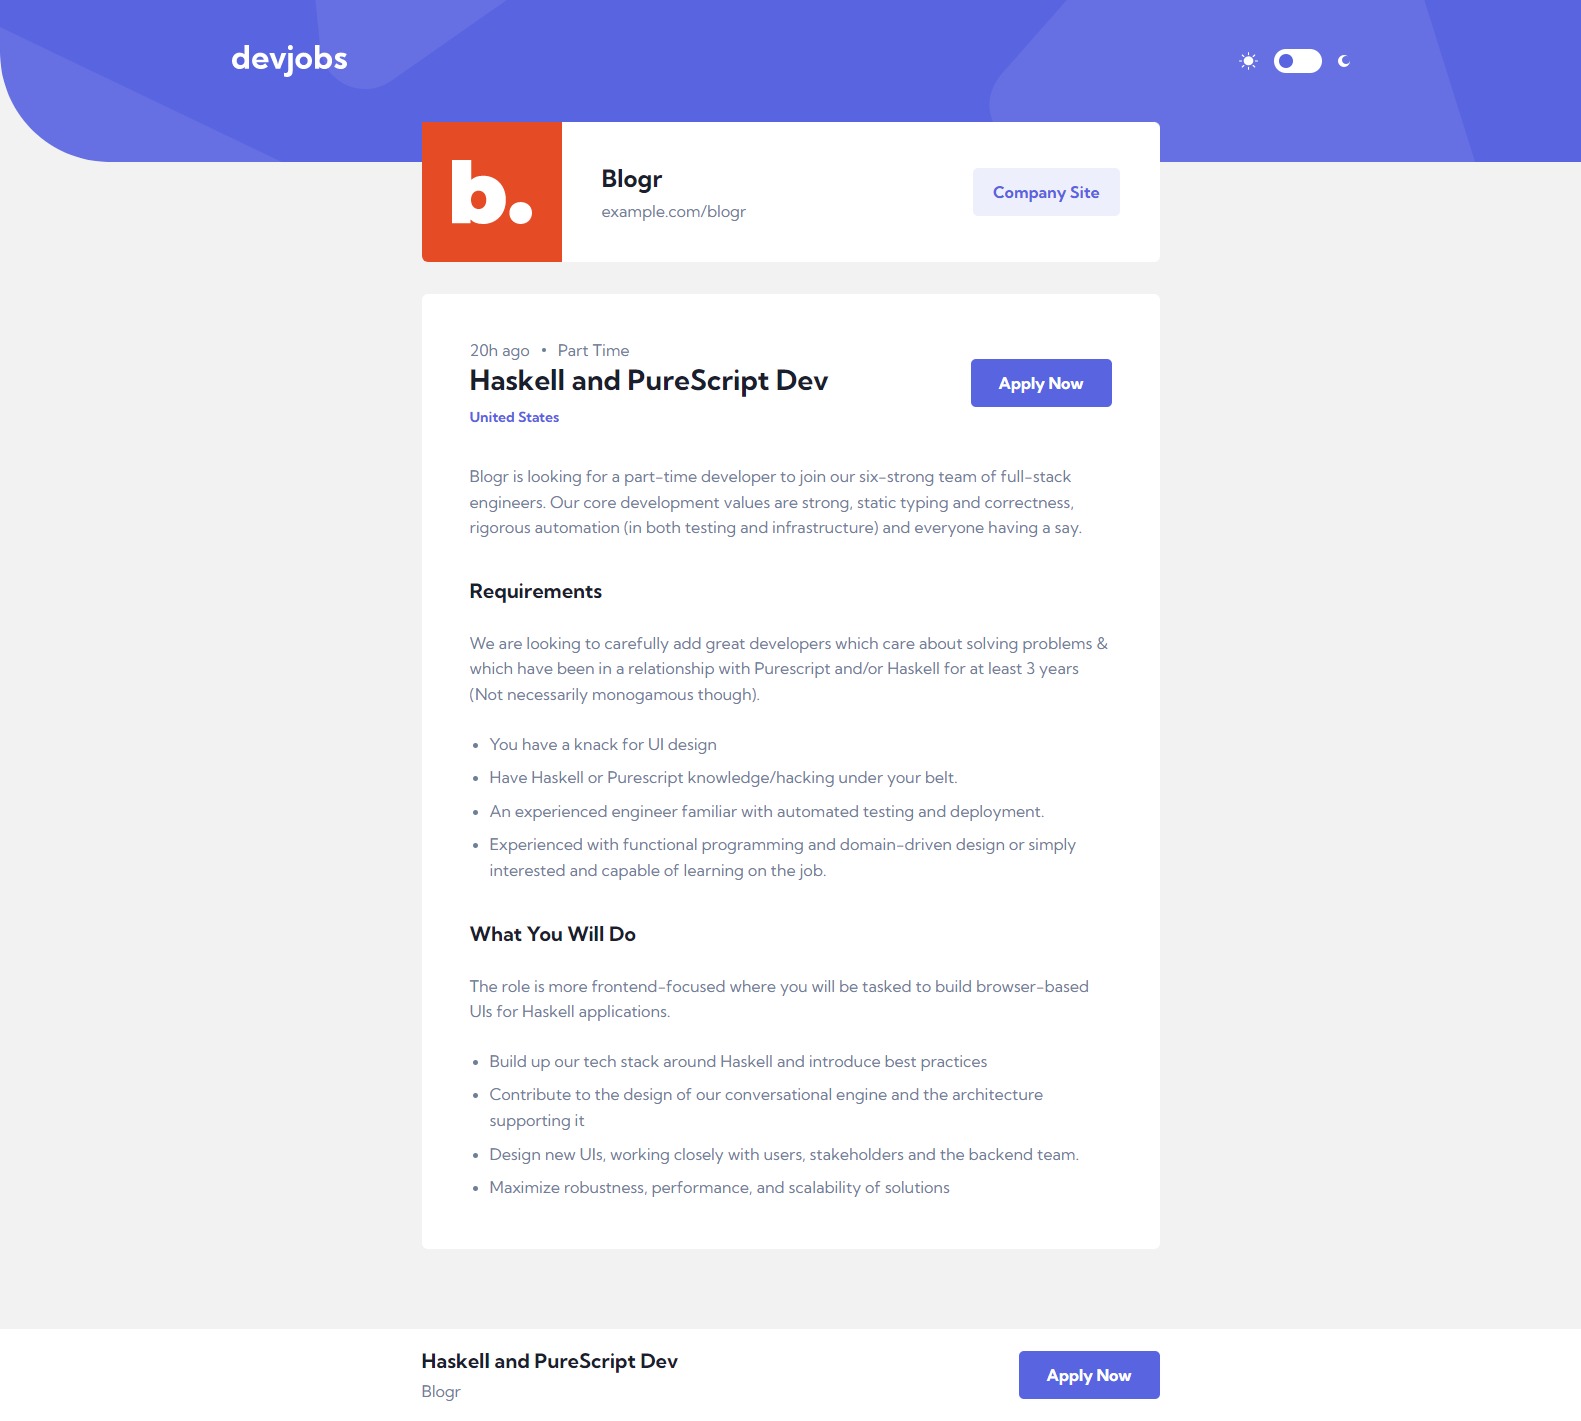 devjobs
b.
Blogr
example.com/blogr
Company Site
20h ago • Part Time
Haskell and PureScript Dev
United States
Apply Now
Blogr is looking for a part-time developer to join our six-strong team of full-stack
engineers. Our core development values are strong, static typing and correctness,
rigorous automation (in both testing and infrastructure) and everyone having a say.
Requirements
We are looking to carefully add great developers which care about solving problems &
which have been in a relationship with Purescript and/or Haskell for at least 3 years
(Not necessarily monogamous though).
• You have a knack for UI design
• Have Haskell or Purescript knowledge/hacking under your belt.
• An experienced engineer familiar with automated testing and deployment.
• Experienced with functional programming and domain-driven design or simply
interested and capable of learning on the job.
What You Will Do
The role is more frontend-focused where you will be tasked to build browser-based
UIs for Haskell applications.
• Build up our tech stack around Haskell and introduce best practices
• Contribute to the design of our conversational engine and the architecture
supporting it
• Design new UIs, working closely with users, stakeholders and the backend team.
• Maximize robustness, performance, and scalability of solutions
Haskell and PureScript Dev
Blogr
Apply Now